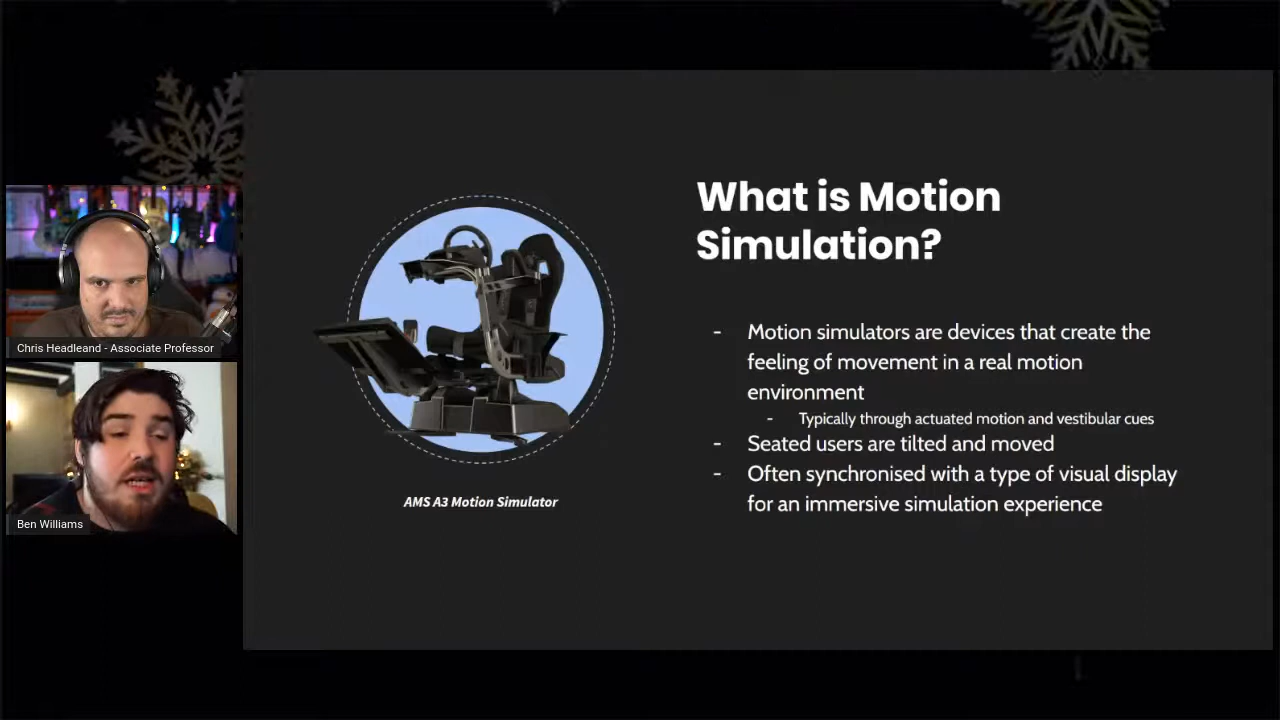 What is Motion
Simulation?
- Motion simulators are devices that create the
feeling of movement in a real motion
environment
- Typically through actuated motion and vestibular cues
- Seated users are tilted and moved
- Often synchronised with a type of visual display
for an immersive simulation experience
AMS A3 Motion Simulator
Chris Headleand - Associate Professor
Ben Williams